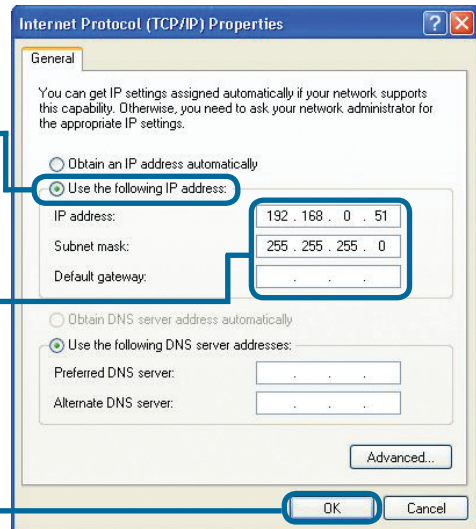 Internet Protocol (TCP/IP) Properties
General
You can get IP settings assigned automatically if your network supports
this capability. Otherwise, you need to ask your network administrator for
the appropriate IP settings.
Obtain an IP address automatically
Use the following IP address:
IP address: 192 . 168 . 0 . 51
Subnet mask: 255 . 255 . 255 . 0
Default gateway: . . .
Obtain DNS server address automatically
Use the following DNS server addresses:
Preferred DNS server: . . .
Alternate DNS server: . . .
Advanced...
OK Cancel